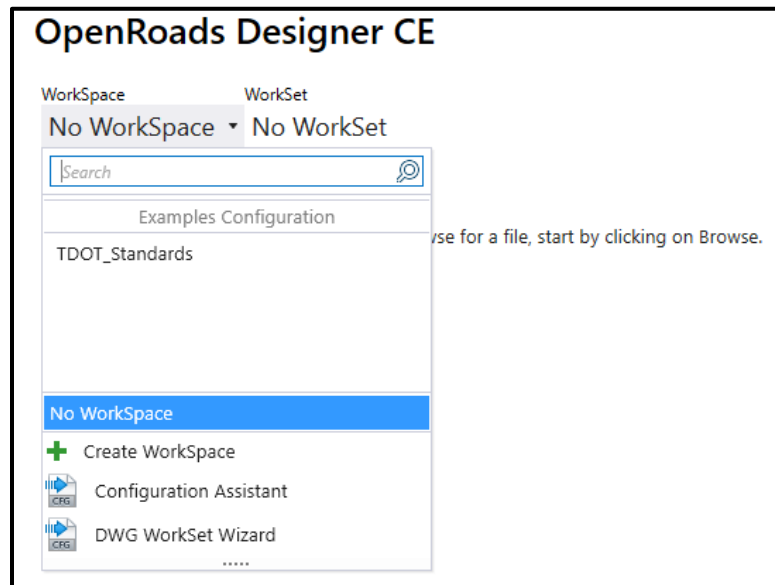 OpenRoads Designer CE
WorkSpace WorkSet
No WorkSpace No WorkSet
Search
Examples Configuration
TDOT_Standards
se for a file, start by clicking on Browse.
No WorkSpace
Create WorkSpace
CFG Configuration Assistant
CFG DWG WorkSet Wizard